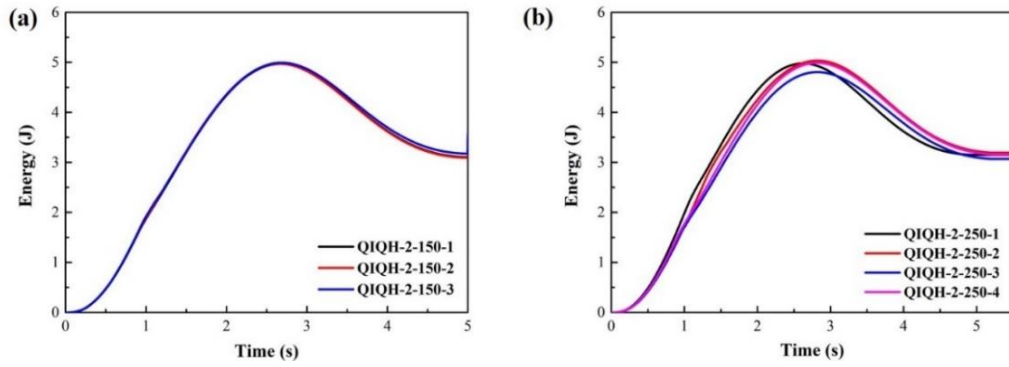 (a)
6
5
4
3
2
1
0
Energy (J)
QIQH-2-150-1
QIQH-2-150-2
QIQH-2-150-3
0 1 2 3 4 5
Time (s)
(b)
6
5
4
3
2
1
0
Energy (J)
QIQH-2-250-1
QIQH-2-250-2
QIQH-2-250-3
QIQH-2-250-4
0 1 2 3 4 5
Time (s)